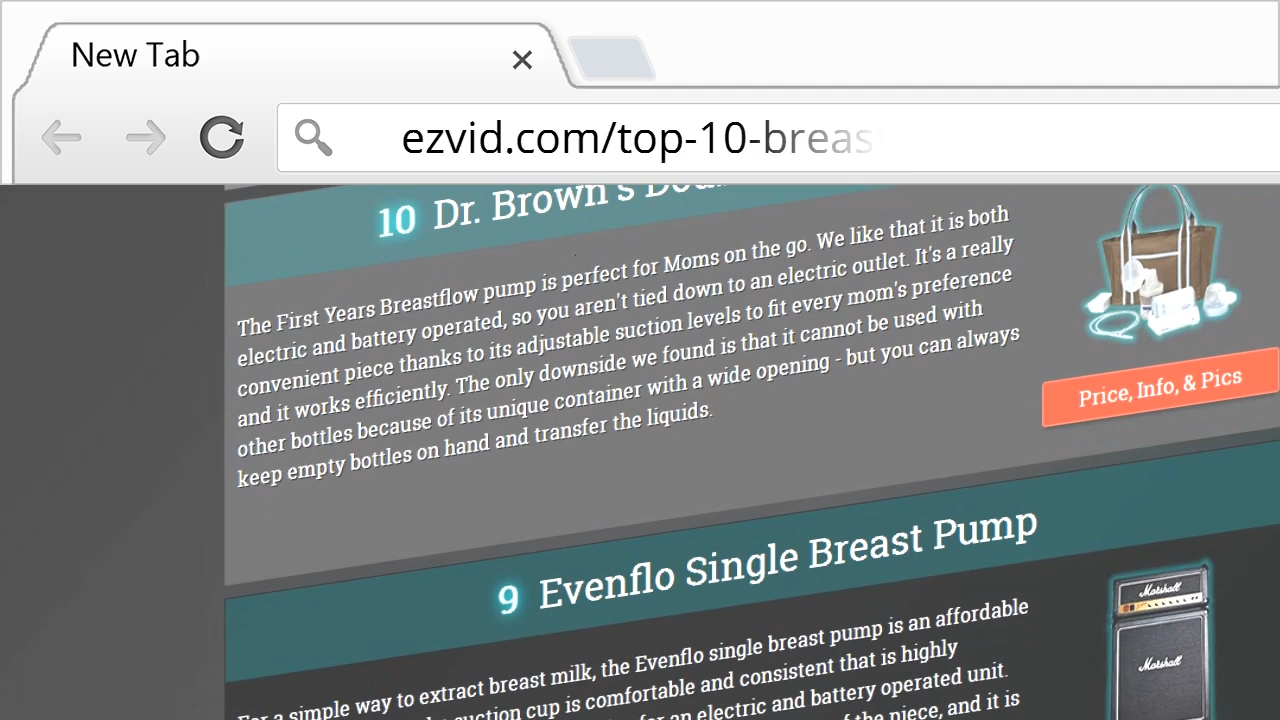 New Tab
ezvid.com/top-10-breas
10 Dr. Brown's
The First Years Breastflow pump is perfect for Moms on the go. We like that it is both
electric and battery operated, so you aren't tied down to an electric outlet. It's a really
convenient piece thanks to its adjustable suction levels to fit every mom's preference
and it works efficiently. The only downside we found is that it cannot be used with
other bottles because of its unique container with a wide opening - but you can always
keep empty bottles on hand and transfer the liquids.
Price, Info, & Pics
9 Evenflo Single Breast Pump
Marshall
Marshall
For a simple way to extract breast milk, the Evenflo single breast pump is an affordable
suction cup is comfortable and consistent that is highly
an electric and battery operated unit.
of the piece, and it is